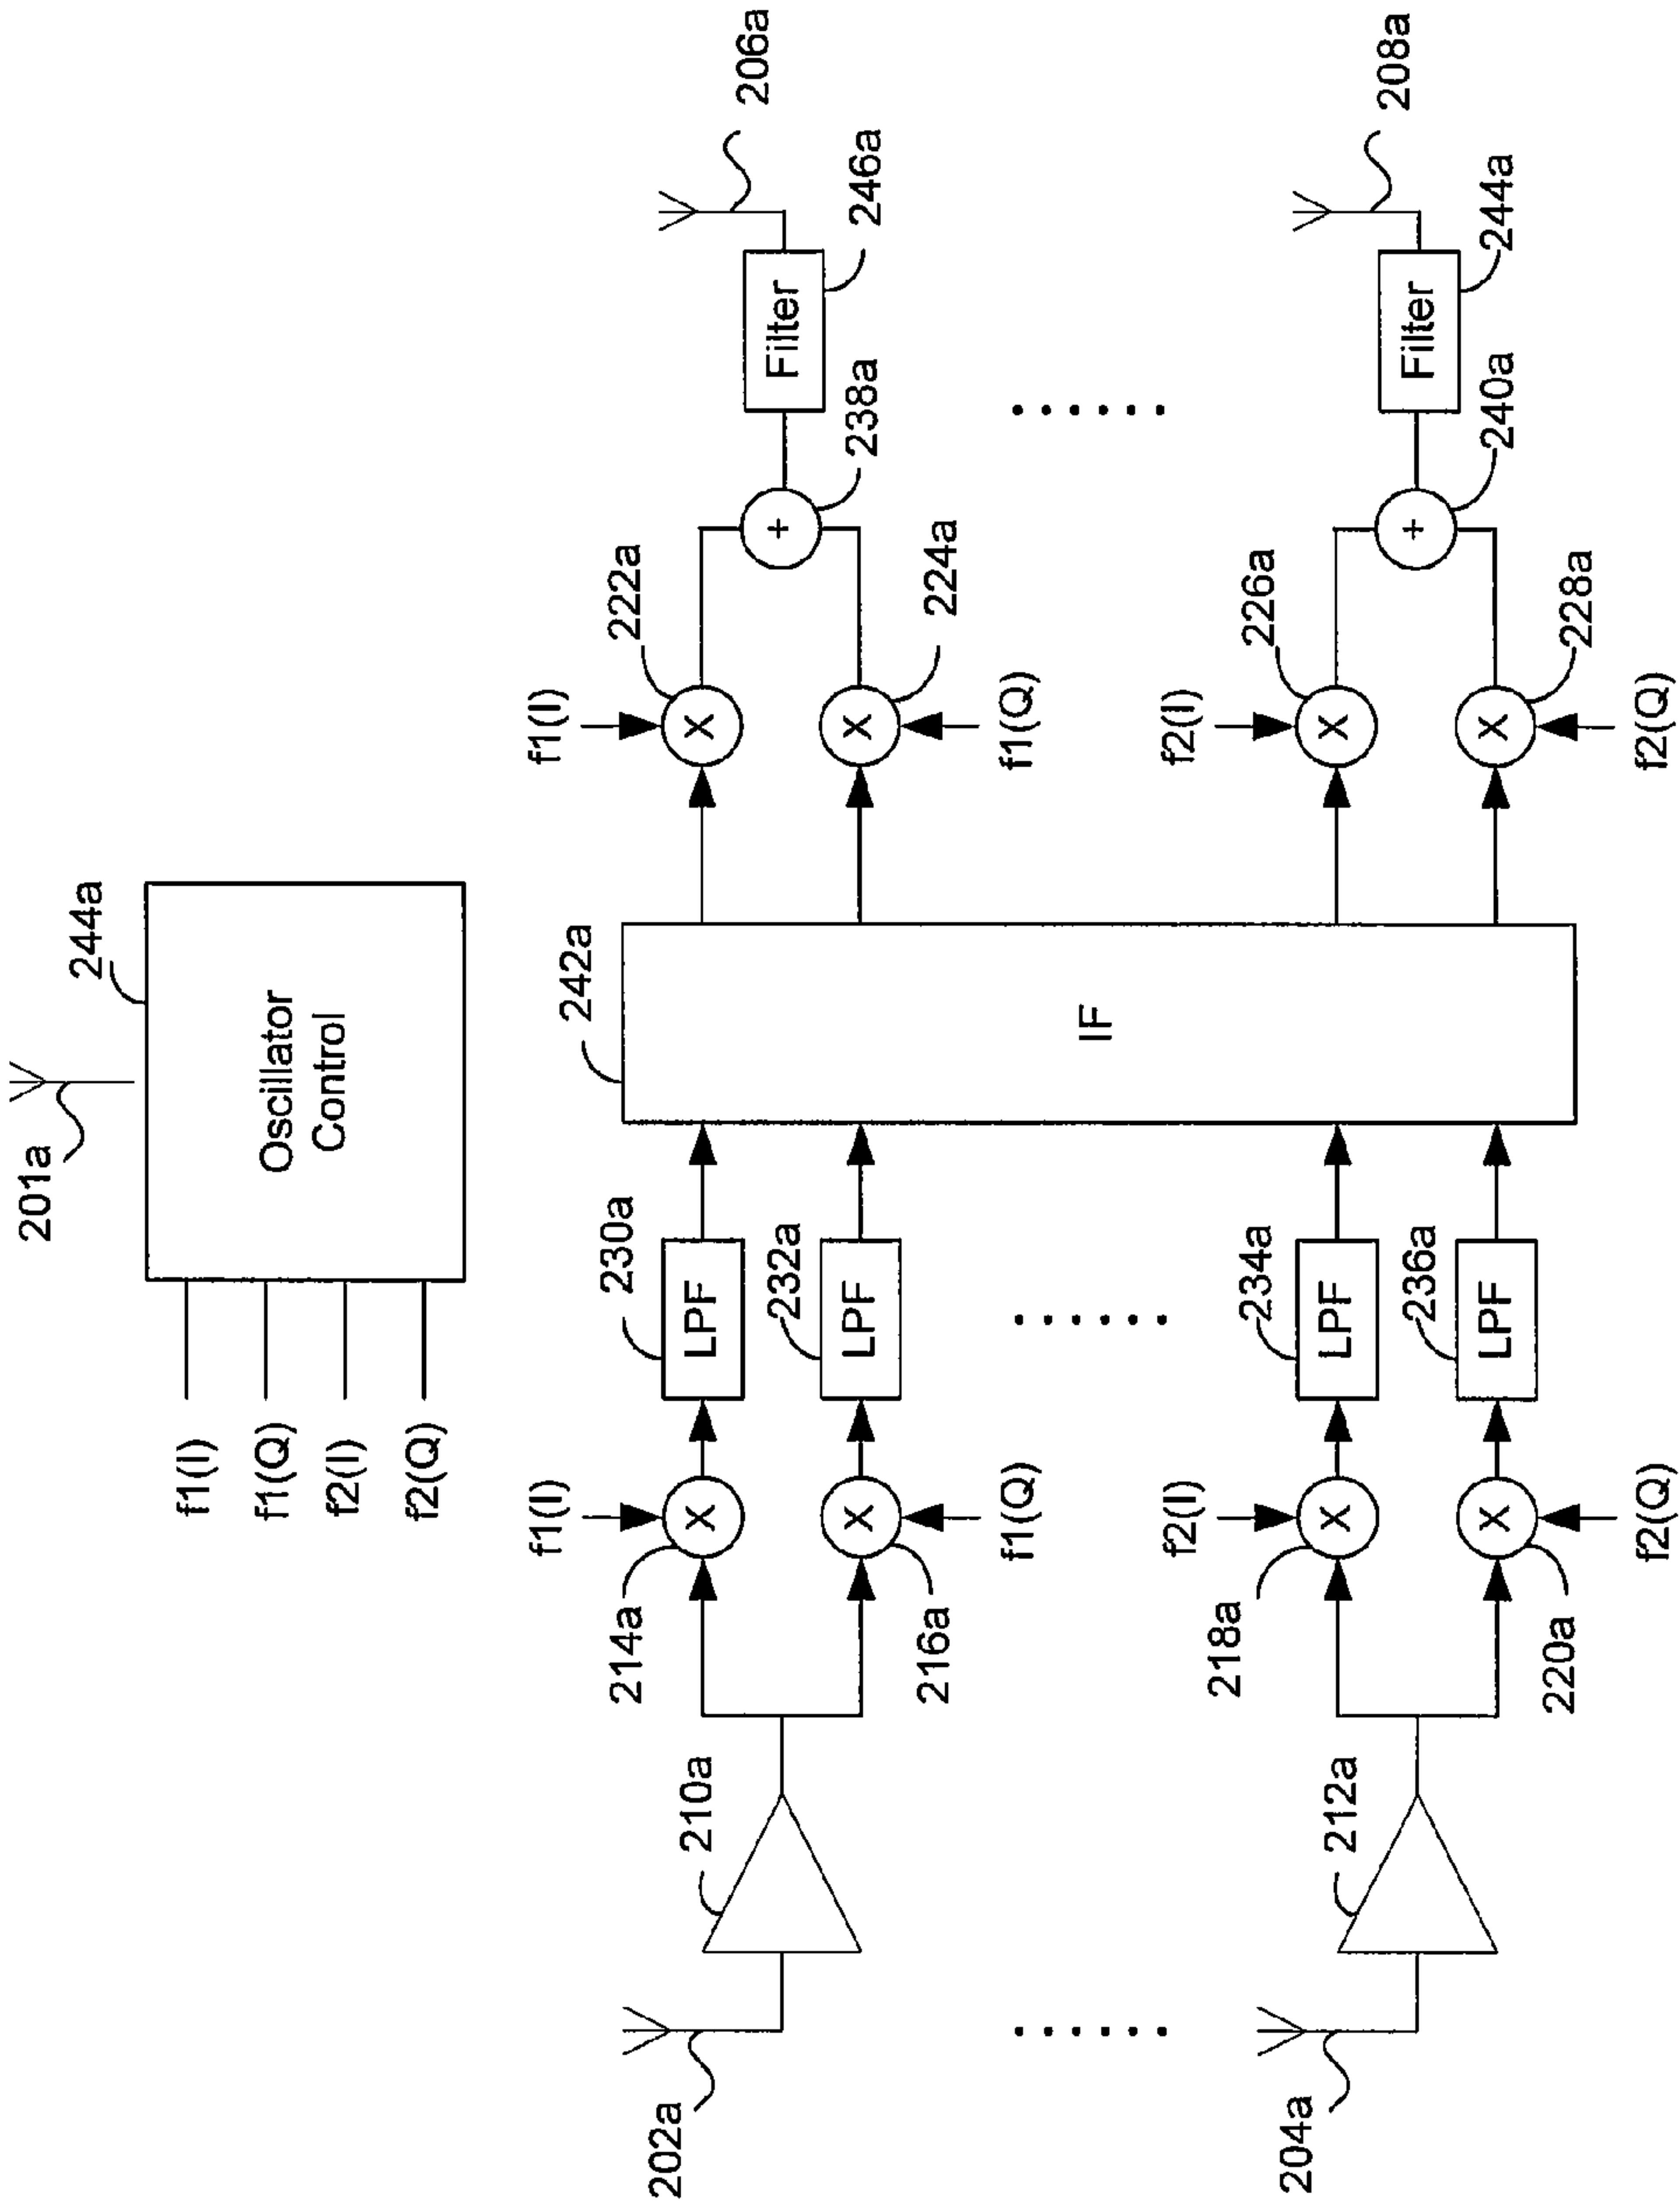 201a
244a
Oscillator
Control
f1(I)
f1(Q)
f2(I)
f2(Q)
202a
210a
f1(I)
214a
216a
f1(Q)
230a
LPF
232a
LPF
242a
IF
f1(I)
222a
224a
f1(Q)
X
X
X
X
+
238a
Filter
246a
206a
204a
212a
f2(I)
218a
220a
f2(Q)
234a
LPF
236a
LPF
f2(I)
226a
228a
f2(Q)
X
X
X
X
+
240a
Filter
244a
208a